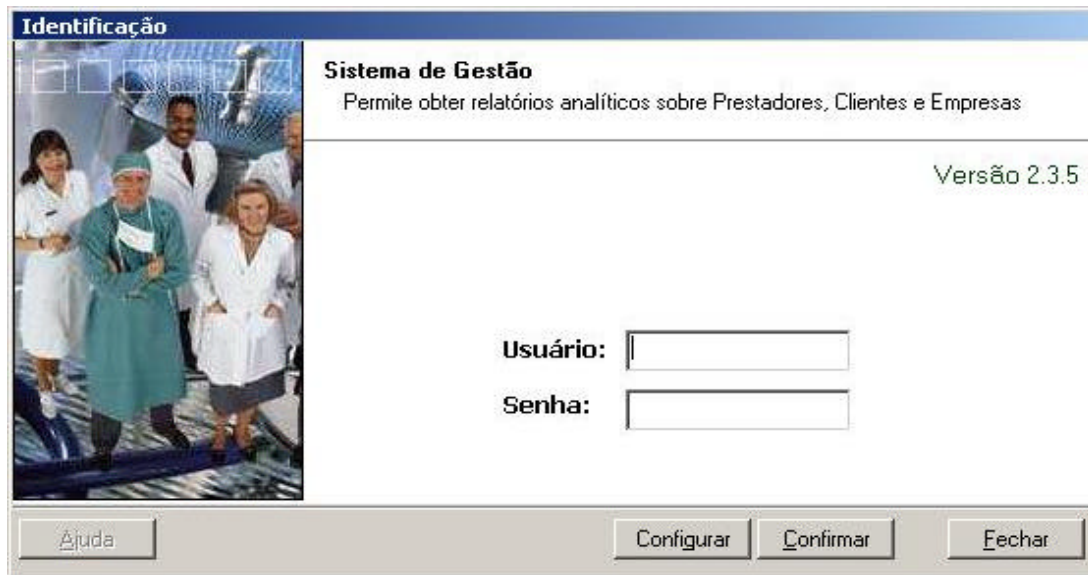 Identificação
Sistema de Gestão
Permite obter relatórios analíticos sobre Prestadores, Clientes e Empresas
Versão 2.3.5
Usuário:
Senha:
Ajuda
Configurar
Confirmar
Fechar